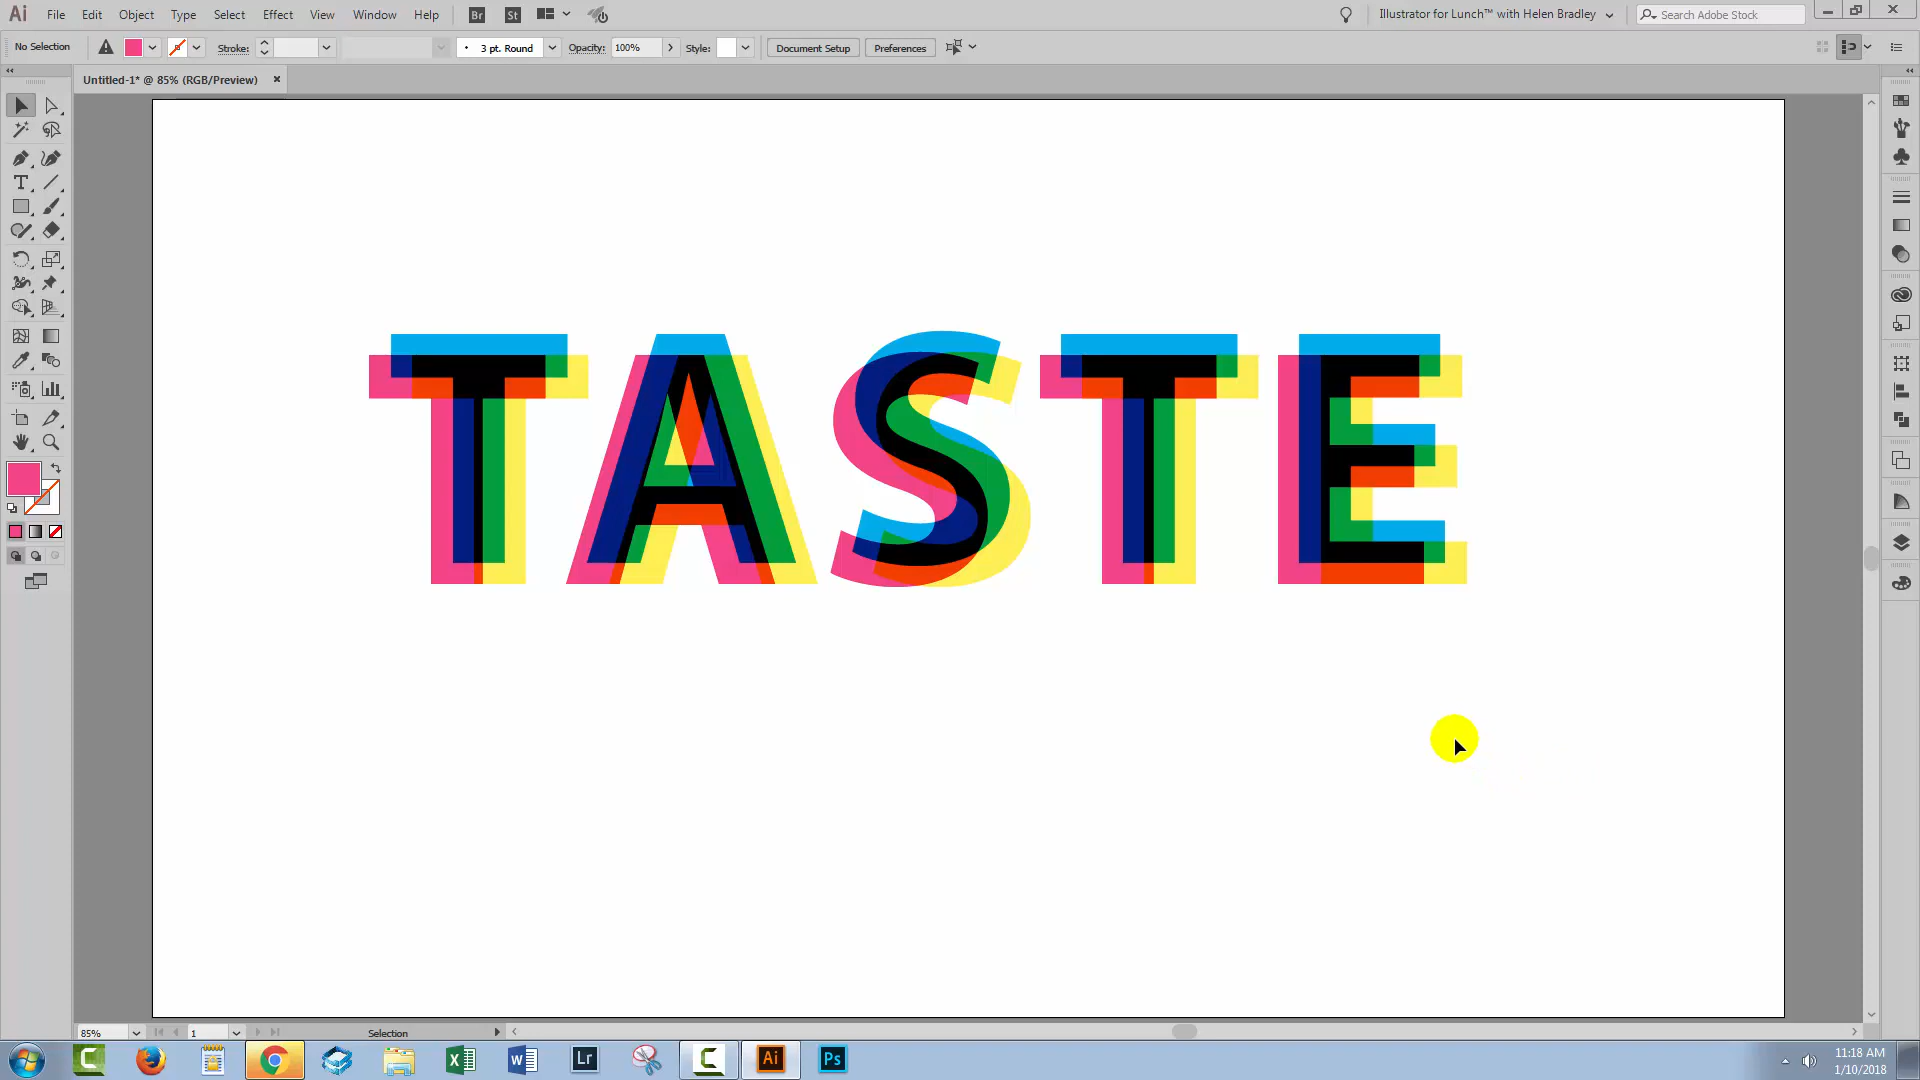 Ai File Edit Object Type Select Effect View Window Help Br St Illustrator for Lunch™ with Helen Bradley Search Adobe Stock
No Selection Stroke: 3 pt. Round Opacity: 100% Style: Document Setup Preferences
Untitled-1* @ 85% (RGB/Preview)
TASTE
85% 1 Selection
Lr Ai Ps
11:18 AM
1/10/2018